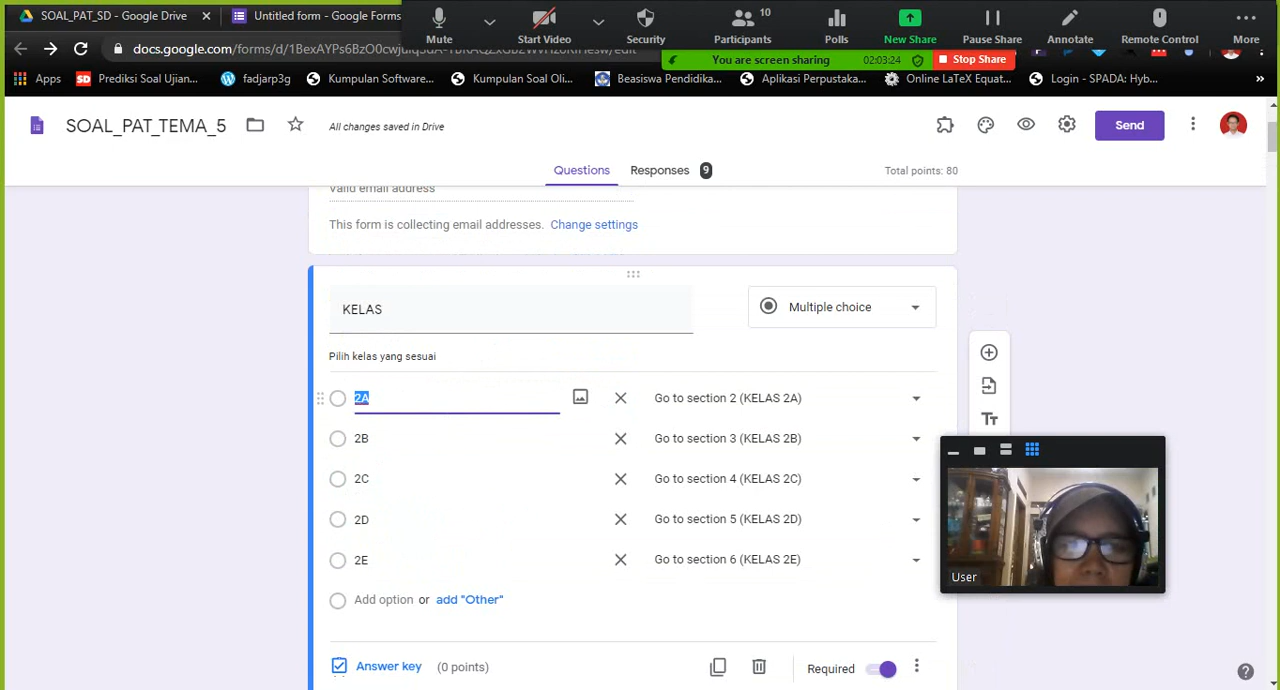 SOAL_PAT_SD - Google Drive
Untitled form - Google Forms
Mute
Start Video
Security
Participants 10
Polls
New Share
Pause Share
Annotate
Remote Control
More
You are screen sharing 02:03:24 Stop Share
Apps Prediksi Soal Ujian... fadjarp3g Kumpulan Software... Kumpulan Soal Oli... Beasiswa Pendidika... Aplikasi Perpustaka... Online LaTeX Equat... Login - SPADA: Hyb... »
SOAL_PAT_TEMA_5
All changes saved in Drive
Send
Questions Responses 9
Total points: 80
Valid email address
This form is collecting email addresses. Change settings
KELAS
Multiple choice
Pilih kelas yang sesuai
2A Go to section 2 (KELAS 2A)
2B Go to section 3 (KELAS 2B)
2C Go to section 4 (KELAS 2C)
2D Go to section 5 (KELAS 2D)
2E Go to section 6 (KELAS 2E)
Add option or add "Other"
Answer key (0 points)
Required
Tт
User